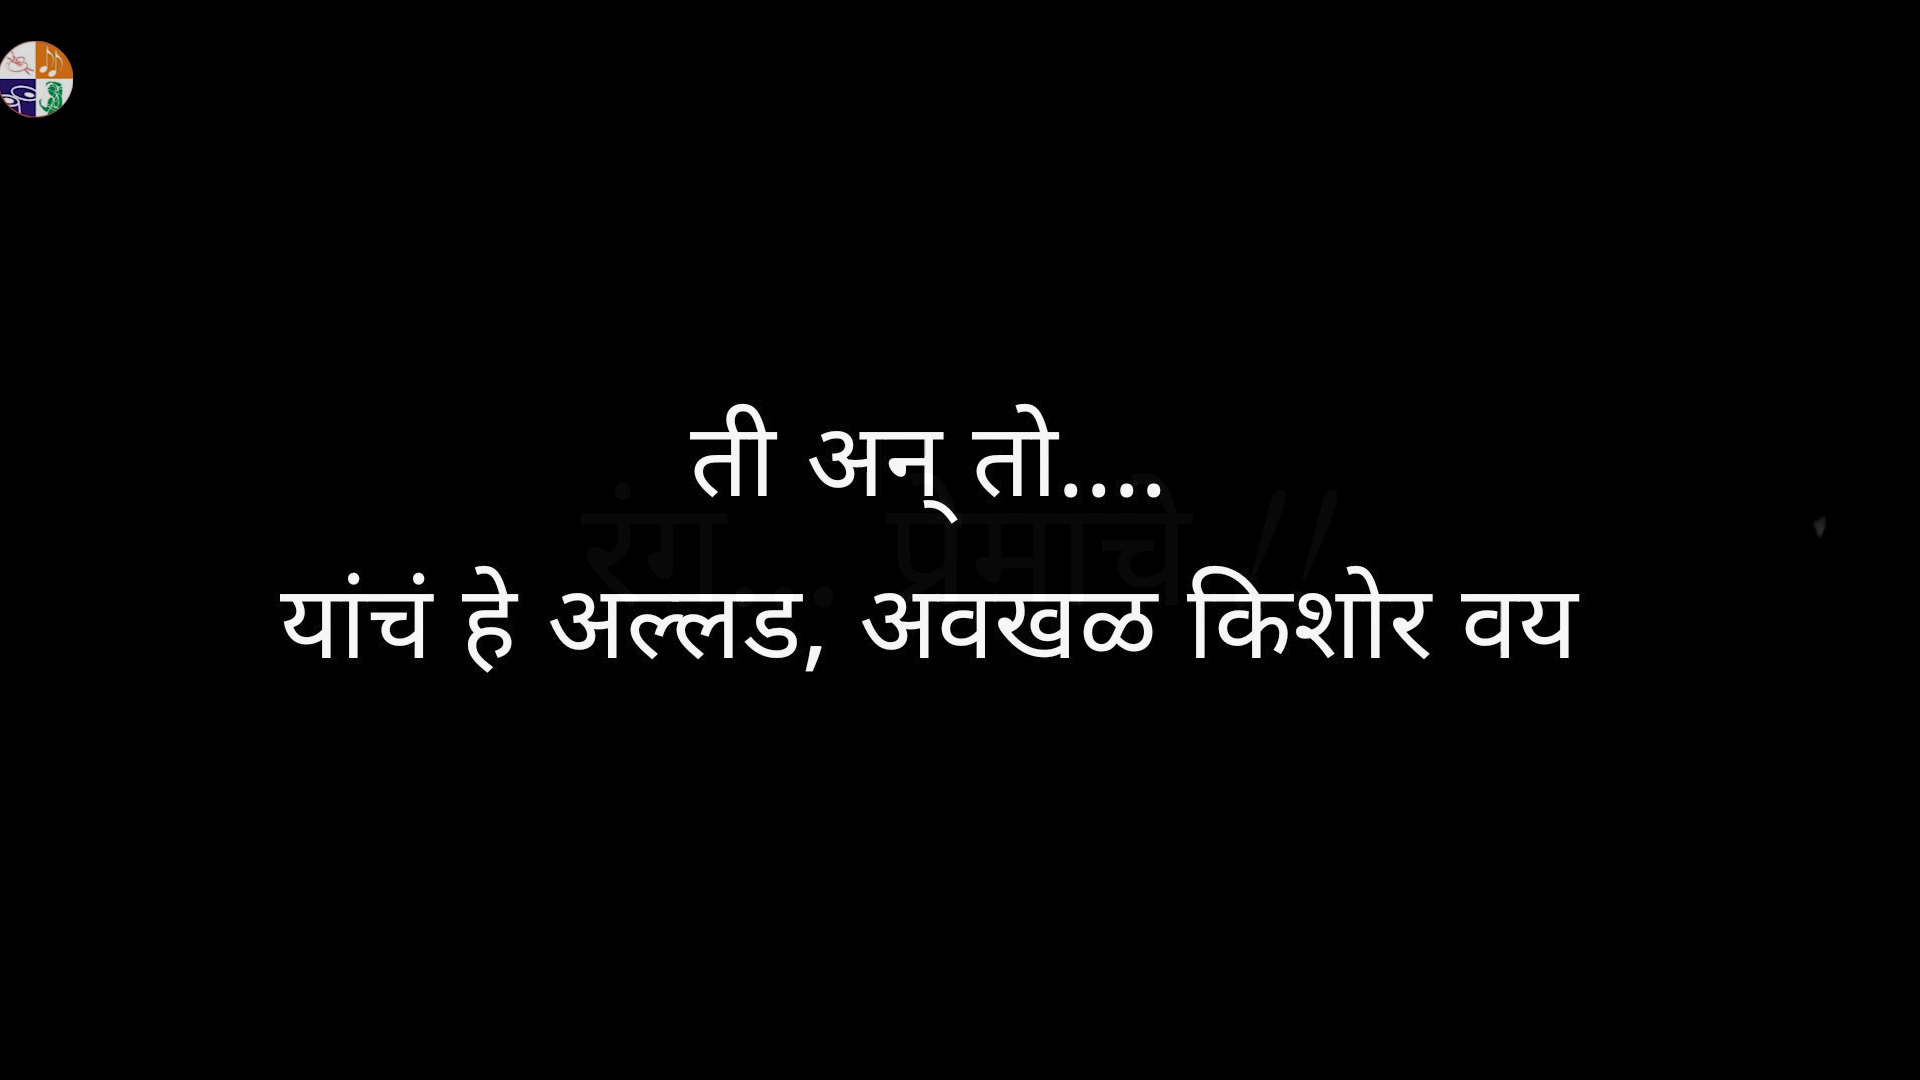 ती अन् तो....
रंग... प्रेमाचे !!
यांचं हे अल्लड, अवखळ किशोर वय